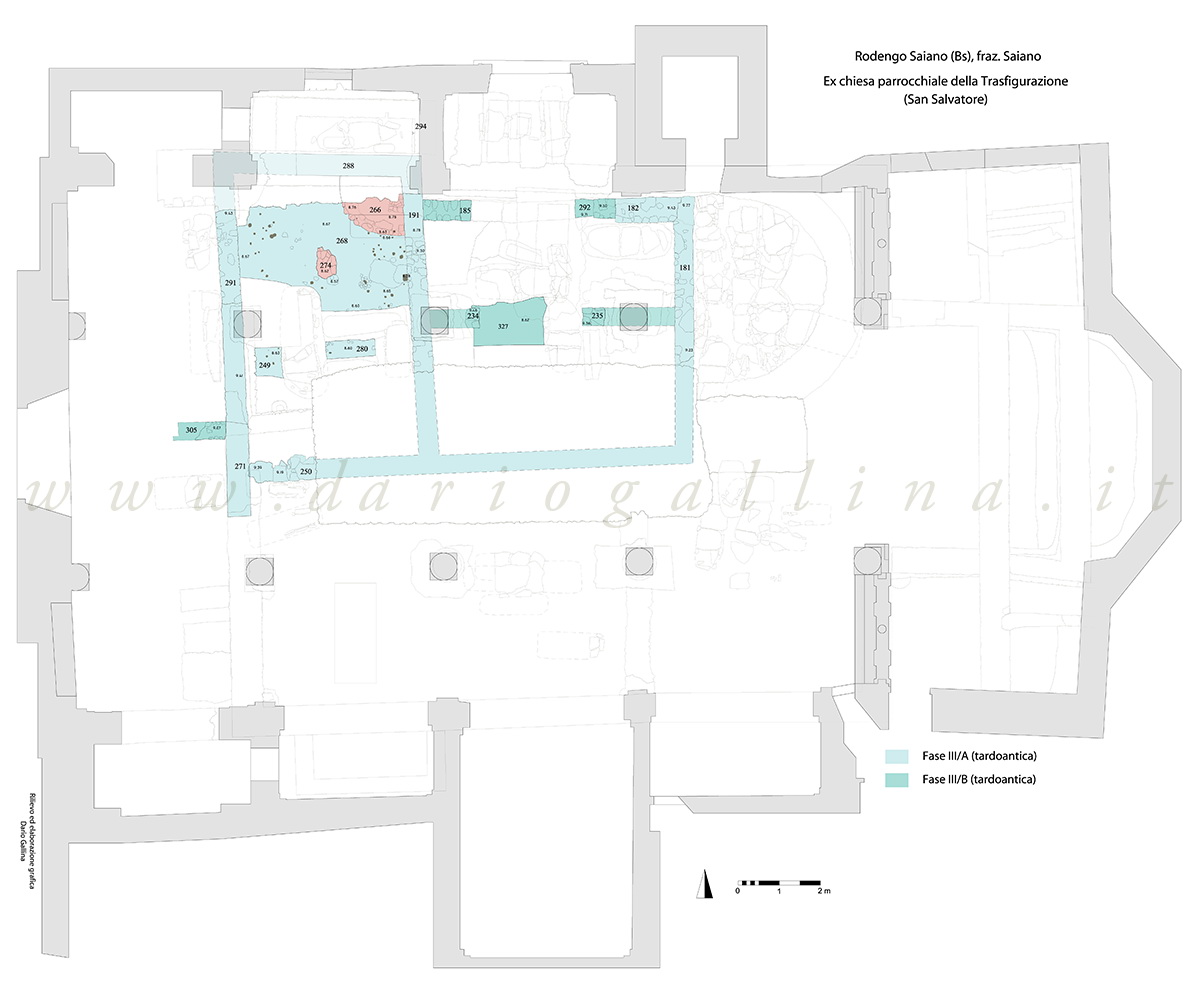 Rodengo Saiano (Bs), fraz. Saiano
Ex chiesa parrocchiale della Trasfigurazione
(San Salvatore)
294
288
266
191
185
292
182
268
274
181
291
234
327
235
249
280
305
271
250
www.dariogallina.it
Fase III/A (tardoantica)
Fase III/B (tardoantica)
Rilievo ed elaborazione grafica
Dario Gallina
0 1 2 m